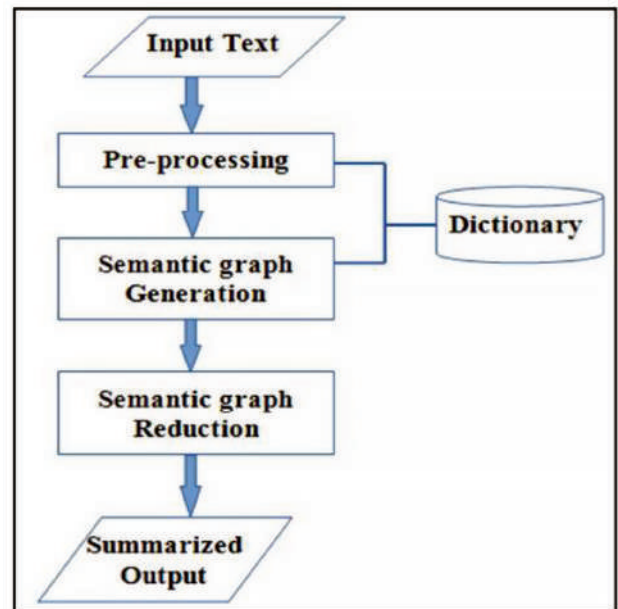 Input Text
Pre-processing
Dictionary
Semantic graph
Generation
Semantic graph
Reduction
Summarized
Output